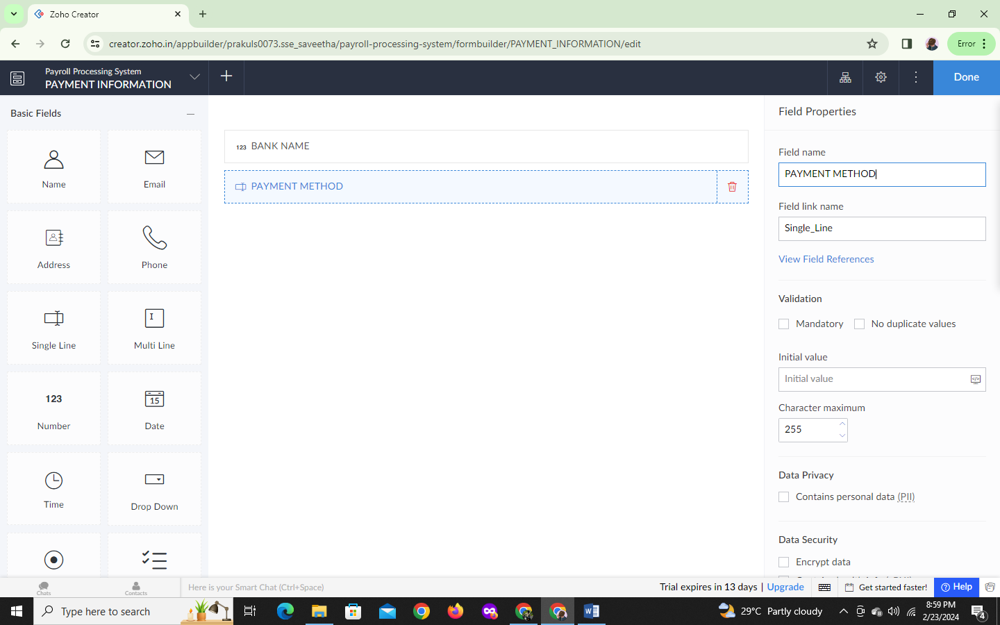 Zoho Creator
creator.zoho.in/appbuilder/prakuls0073.sse_saveetha/payroll-processing-system/formbuilder/PAYMENT_INFORMATION/edit
Error
Payroll Processing System
PAYMENT INFORMATION
Done
Basic Fields
Name
Email
Address
Phone
Single Line
Multi Line
123
Number
15
Date
Time
Drop Down
123 BANK NAME
PAYMENT METHOD
Field Properties
Field name
PAYMENT METHOD
Field link name
Single_Line
View Field References
Validation
Mandatory
No duplicate values
Initial value
Initial value
Character maximum
255
Data Privacy
Contains personal data (PII)
Data Security
Encrypt data
Chats
Contacts
Here is your Smart Chat (Ctrl+Space)
Trial expires in 13 days | Upgrade
Get started faster!
Help
Type here to search
29°C Partly cloudy
8:59 PM
2/23/2024
4